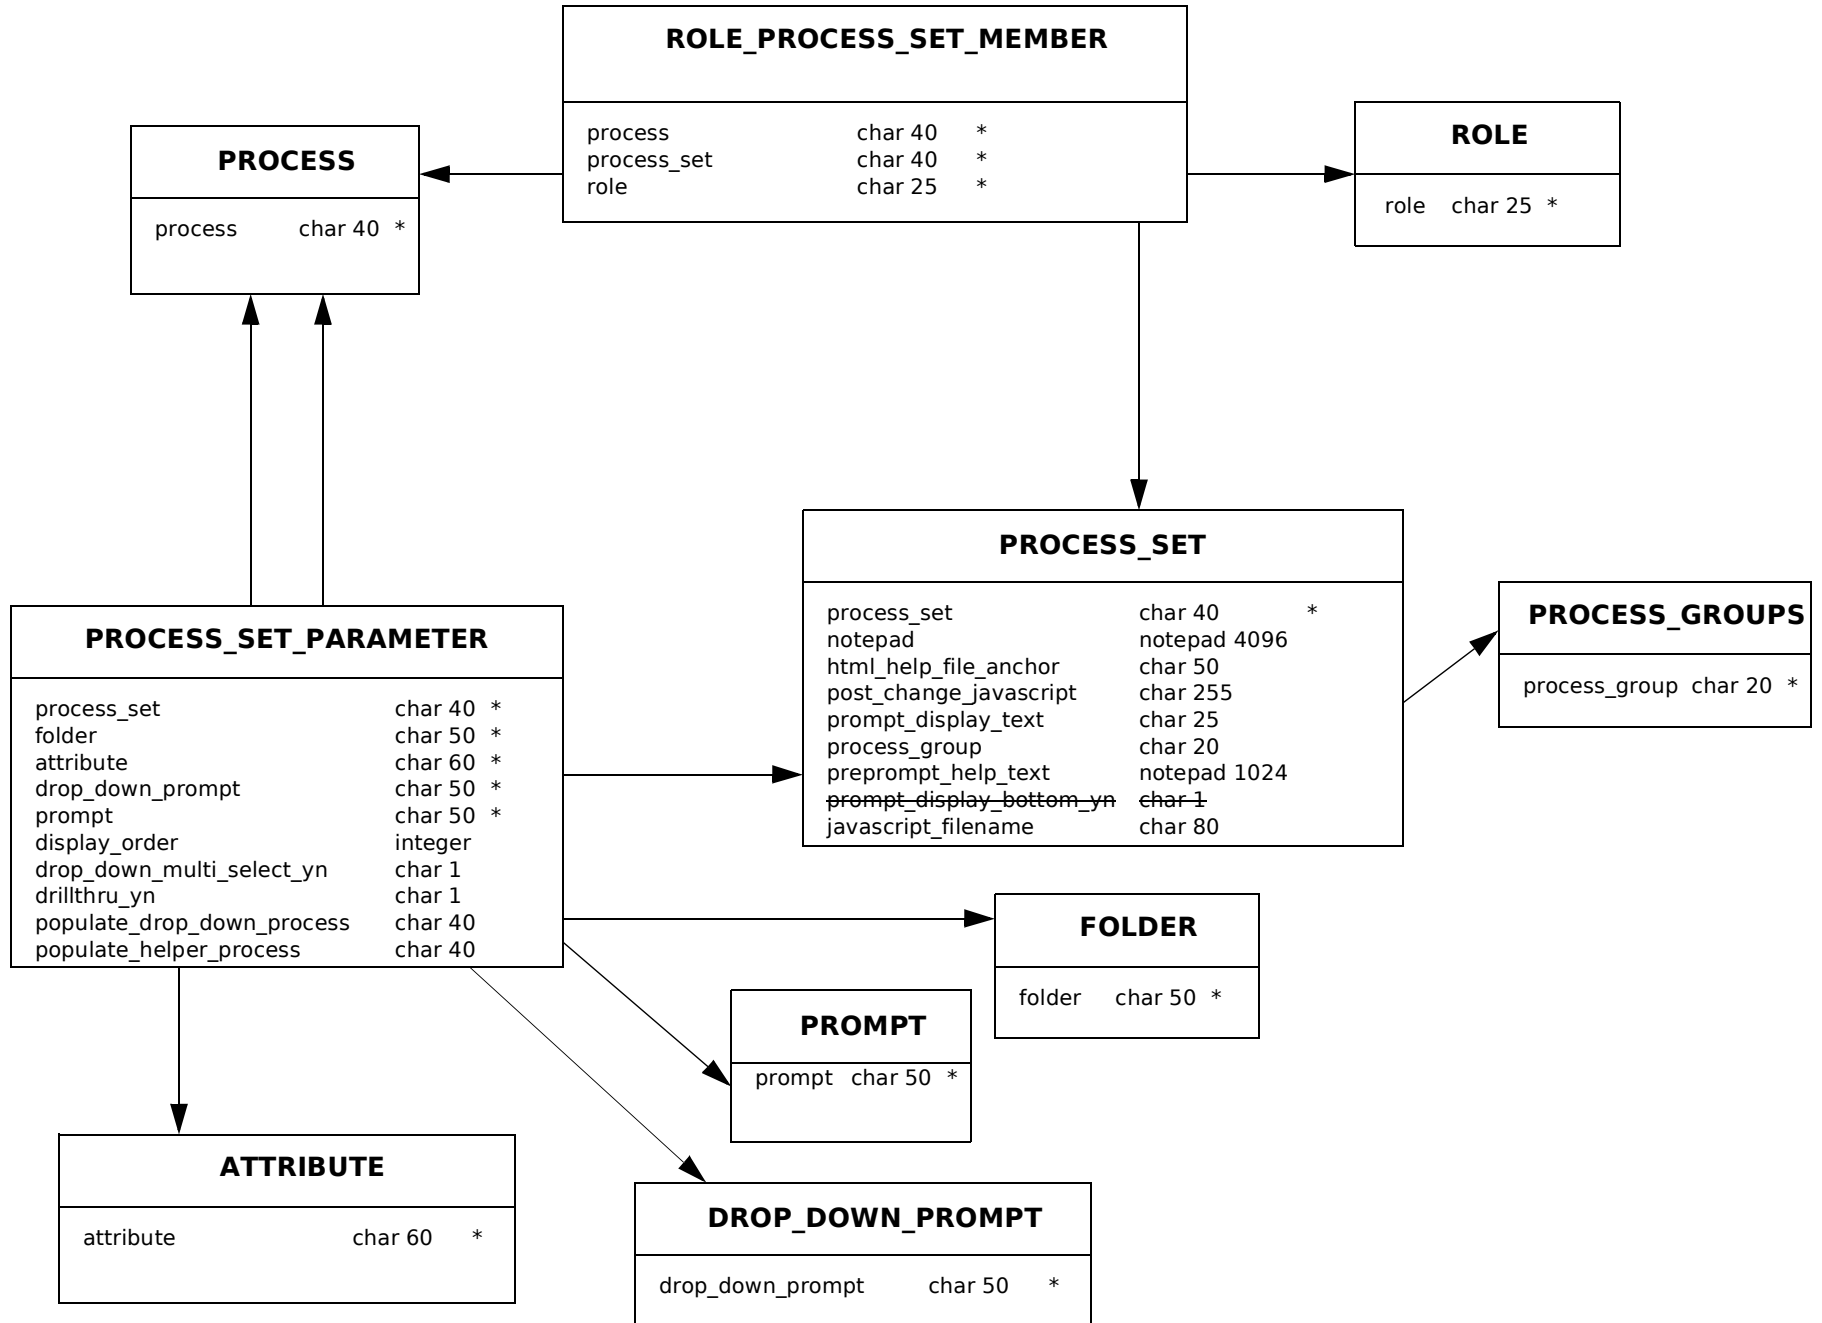 ROLE_PROCESS_SET_MEMBER
process char 40 *
process_set char 40 *
role char 25 *
PROCESS
process char 40 *
ROLE
role char 25 *
PROCESS_SET
process_set char 40 *
notepad notepad 4096
html_help_file_anchor char 50
post_change_javascript char 255
prompt_display_text char 25
process_group char 20
preprompt_help_text notepad 1024
prompt_display_bottom_yn char 1
javascript_filename char 80
PROCESS_GROUPS
process_group char 20 *
PROCESS_SET_PARAMETER
process_set char 40 *
folder char 50 *
attribute char 60 *
drop_down_prompt char 50 *
prompt char 50 *
display_order integer
drop_down_multi_select_yn char 1
drillthru_yn char 1
populate_drop_down_process char 40
populate_helper_process char 40
FOLDER
folder char 50 *
PROMPT
prompt char 50 *
ATTRIBUTE
attribute char 60 *
DROP_DOWN_PROMPT
drop_down_prompt char 50 *